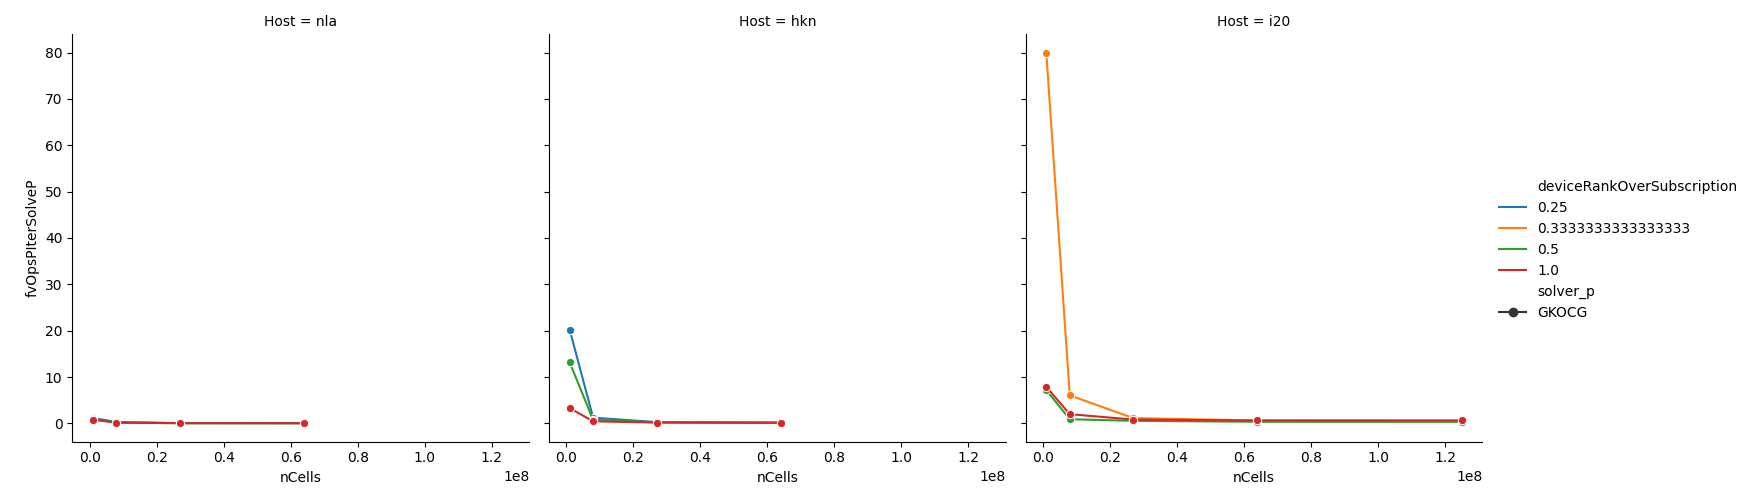 Host = nla
Host = hkn
Host = i20
fvOpsPIterSolveP
80
70
60
50
40
30
20
10
0
0.0 0.2 0.4 0.6 0.8 1.0 1.2
1e8
nCells
0.0 0.2 0.4 0.6 0.8 1.0 1.2
1e8
nCells
0.0 0.2 0.4 0.6 0.8 1.0 1.2
1e8
nCells
deviceRankOverSubscription
0.25
0.3333333333333333
0.5
1.0
solver_p
GKOCG